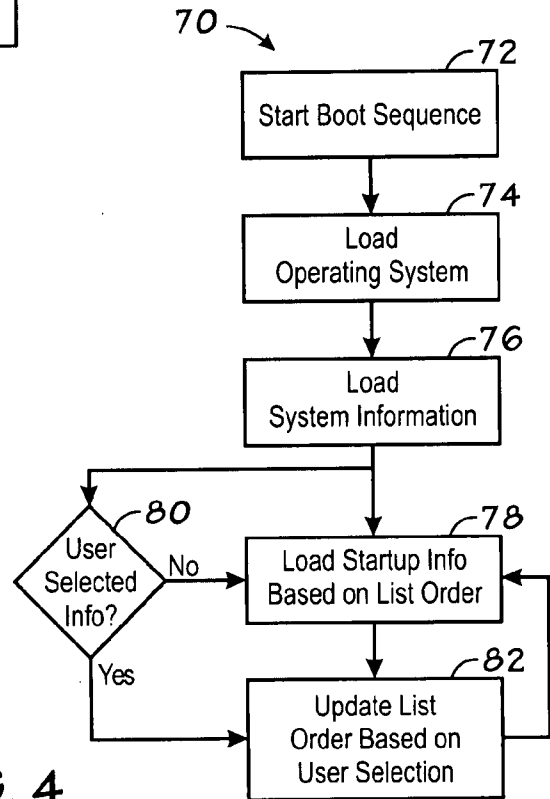 70
72
Start Boot Sequence
74
Load
Operating System
76
Load
System Information
80
User
Selected
Info?
No
Yes
78
Load Startup Info
Based on List Order
82
Update List
Order Based on
User Selection
4